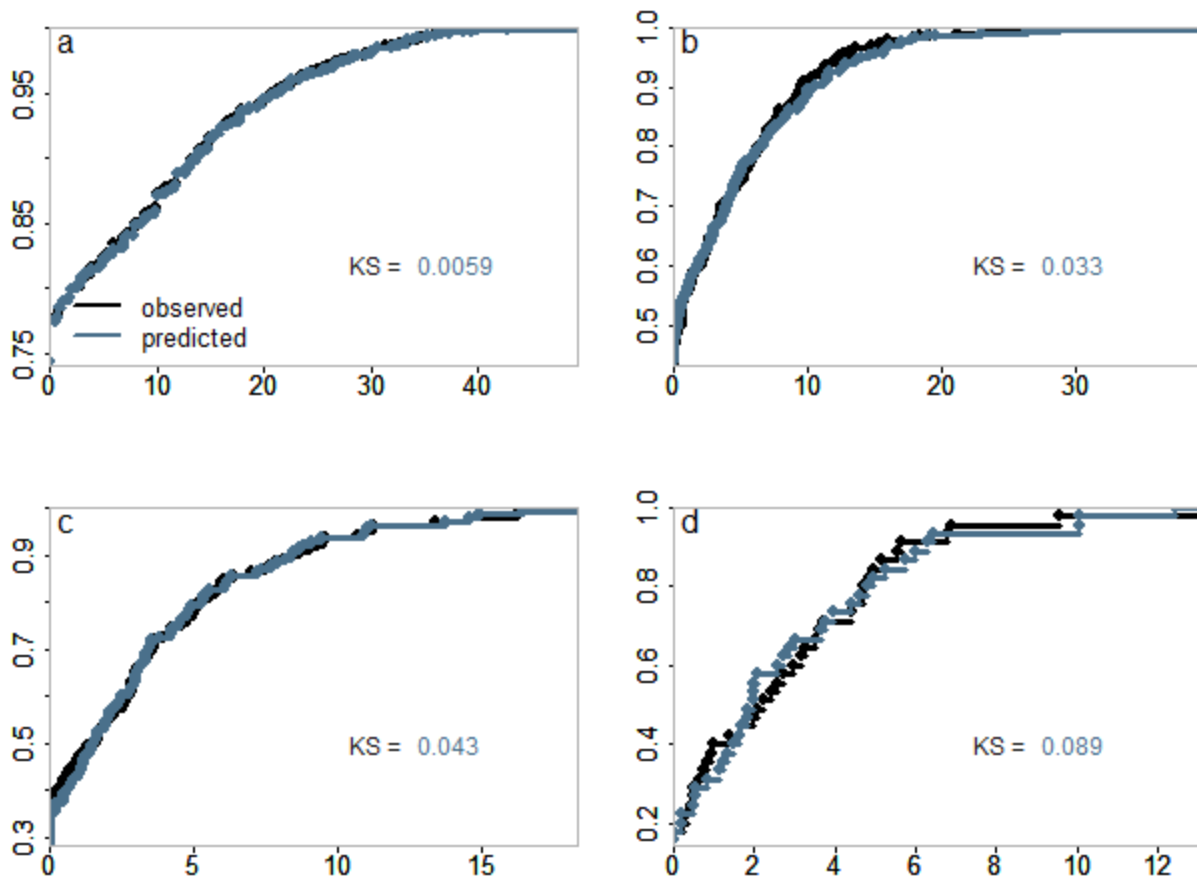 a
0.95
0.85
0.75
KS = 0.0059
observed
predicted
0 10 20 30 40
b
1.0
0.9
0.8
0.7
0.6
0.5
KS = 0.033
0 10 20 30
c
0.9
0.7
0.5
0.3
KS = 0.043
0 5 10 15
d
1.0
0.8
0.6
0.4
0.2
KS = 0.089
0 2 4 6 8 10 12